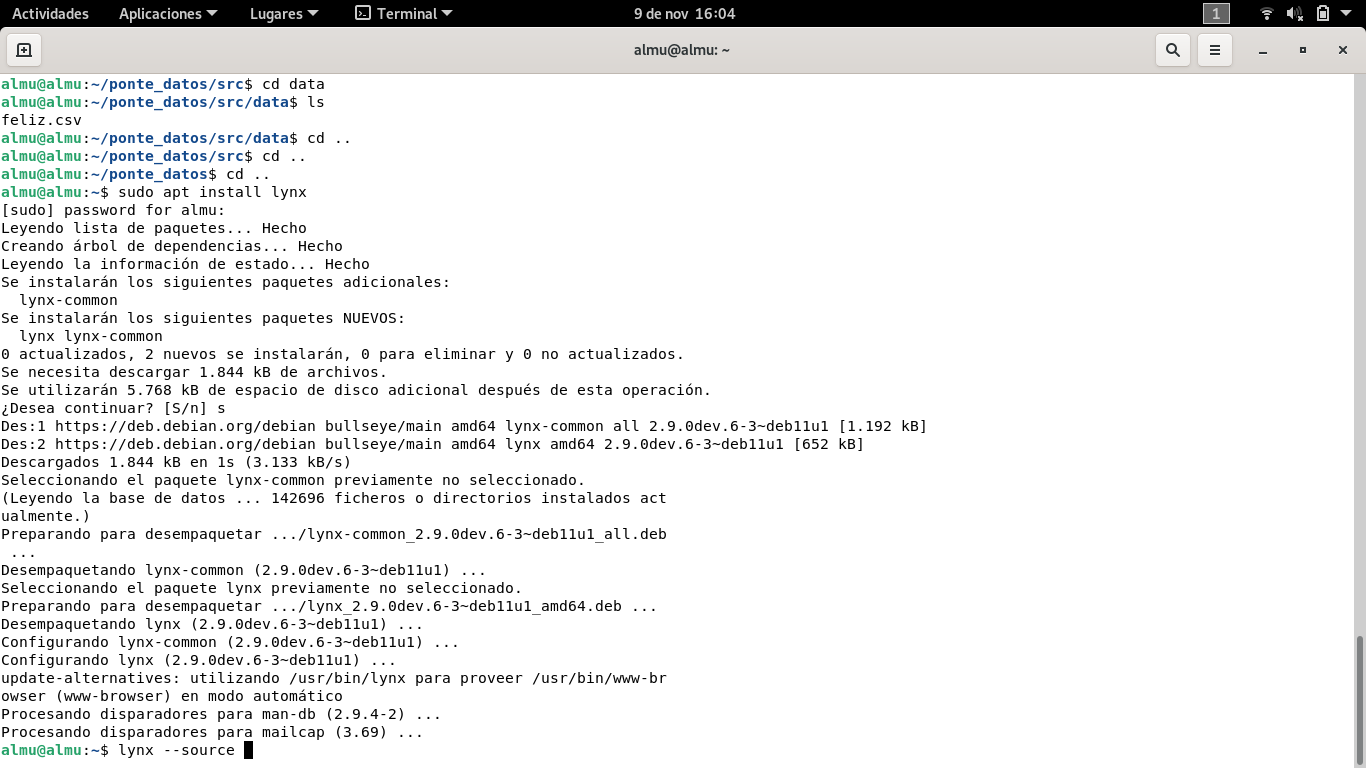 Actividades Aplicaciones Lugares Terminal 9 de nov 16:04 1
almu@almu: ~
almu@almu:~/ponte_datos/src$ cd data
almu@almu:~/ponte_datos/src/data$ ls
feliz.csv
almu@almu:~/ponte_datos/src/data$ cd ..
almu@almu:~/ponte_datos/src$ cd ..
almu@almu:~/ponte_datos$ cd ..
almu@almu:~$ sudo apt install lynx
[sudo] password for almu:
Leyendo lista de paquetes... Hecho
Creando árbol de dependencias... Hecho
Leyendo la información de estado... Hecho
Se instalarán los siguientes paquetes adicionales:
  lynx-common
Se instalarán los siguientes paquetes NUEVOS:
  lynx lynx-common
0 actualizados, 2 nuevos se instalarán, 0 para eliminar y 0 no actualizados.
Se necesita descargar 1.844 kB de archivos.
Se utilizarán 5.768 kB de espacio de disco adicional después de esta operación.
¿Desea continuar? [S/n] s
Des:1 https://deb.debian.org/debian bullseye/main amd64 lynx-common all 2.9.0dev.6-3~deb11u1 [1.192 kB]
Des:2 https://deb.debian.org/debian bullseye/main amd64 lynx amd64 2.9.0dev.6-3~deb11u1 [652 kB]
Descargados 1.844 kB en 1s (3.133 kB/s)
Seleccionando el paquete lynx-common previamente no seleccionado.
(Leyendo la base de datos ... 142696 ficheros o directorios instalados act
ualmente.)
Preparando para desempaquetar .../lynx-common_2.9.0dev.6-3~deb11u1_all.deb
 ...
Desempaquetando lynx-common (2.9.0dev.6-3~deb11u1) ...
Seleccionando el paquete lynx previamente no seleccionado.
Preparando para desempaquetar .../lynx_2.9.0dev.6-3~deb11u1_amd64.deb ...
Desempaquetando lynx (2.9.0dev.6-3~deb11u1) ...
Configurando lynx-common (2.9.0dev.6-3~deb11u1) ...
Configurando lynx (2.9.0dev.6-3~deb11u1) ...
update-alternatives: utilizando /usr/bin/lynx para proveer /usr/bin/www-br
owser (www-browser) en modo automático
Procesando disparadores para man-db (2.9.4-2) ...
Procesando disparadores para mailcap (3.69) ...
almu@almu:~$ lynx --source